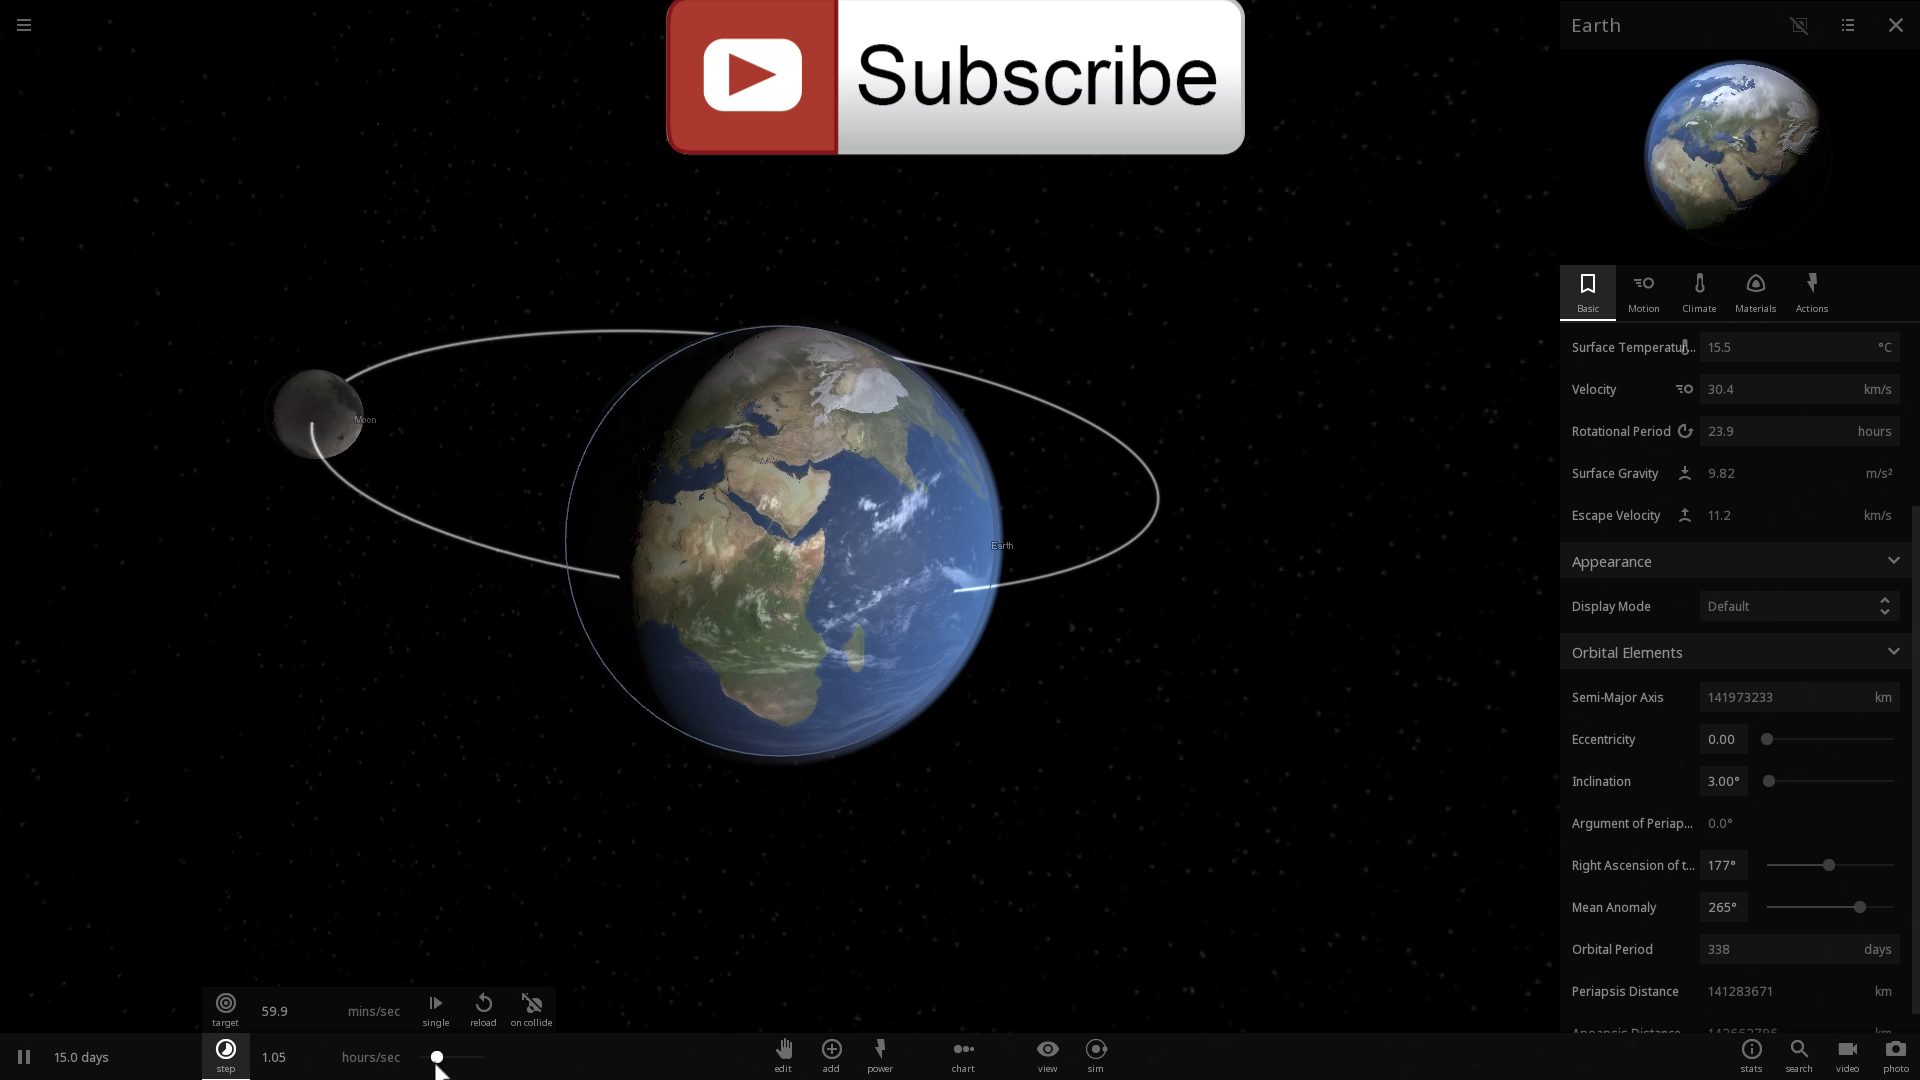 Subscribe
Earth
Basic
Motion
Climate
Materials
Actions
Surface Temperatur... 15.5 °C
Velocity 30.4 km/s
Rotational Period 23.9 hours
Surface Gravity 9.82 m/s²
Escape Velocity 11.2 km/s
Appearance
Display Mode Default
Orbital Elements
Semi-Major Axis 141973233 km
Eccentricity 0.00
Inclination 3.00°
Argument of Periap... 0.0°
Right Ascension of t... 177°
Mean Anomaly 265°
Orbital Period 338 days
Periapsis Distance 141283671 km
Moon
Earth
target 59.9 mins/sec single reload on collide
15.0 days step 1.05 hours/sec
edit add power chart view sim
stats search video photo